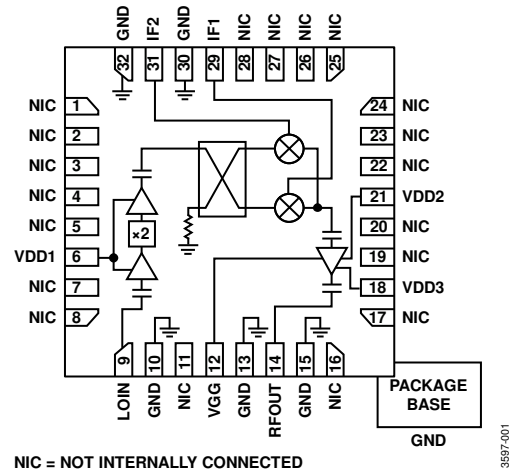 GND
IF2
GND
IF1
NIC
NIC
NIC
NIC
32
31
30
29
28
27
26
25
NIC 1
NIC 2
NIC 3
NIC 4
NIC 5
VDD1 6
NIC 7
NIC 8
×2
24 NIC
23 NIC
22 NIC
21 VDD2
20 NIC
19 NIC
18 VDD3
17 NIC
9
10
11
12
13
14
15
16
LOIN
GND
NIC
VGG
GND
RFOUT
GND
NIC
PACKAGE
BASE
GND
NIC = NOT INTERNALLY CONNECTED
3597-001